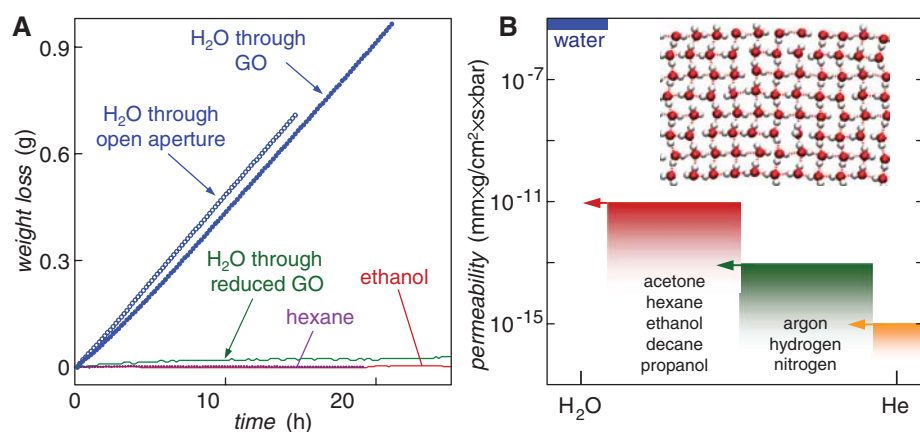 A
0.9
0.6
0.3
0
weight loss (g)
H₂O through
GO
H₂O through
open aperture
H₂O through
reduced GO
hexane
ethanol
0
10
20
time (h)
B
water
10⁻⁷
10⁻¹¹
10⁻¹⁵
permeability (mm×g/cm²×s×bar)
acetone
hexane
ethanol
decane
propanol
argon
hydrogen
nitrogen
H₂O
He